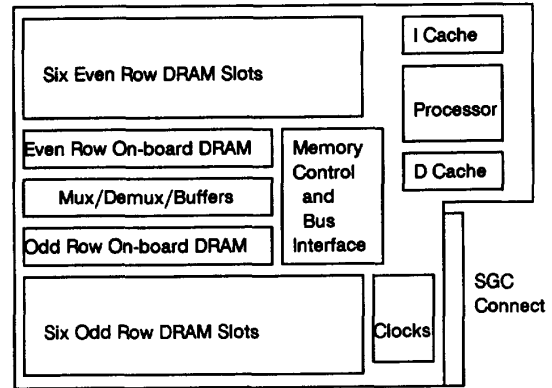 Six Even Row DRAM Slots
I Cache
Processor
D Cache
Even Row On-board DRAM
Mux/Demux/Buffers
Odd Row On-board DRAM
Memory
Control
and
Bus
Interface
Six Odd Row DRAM Slots
Clocks
SGC
Connect